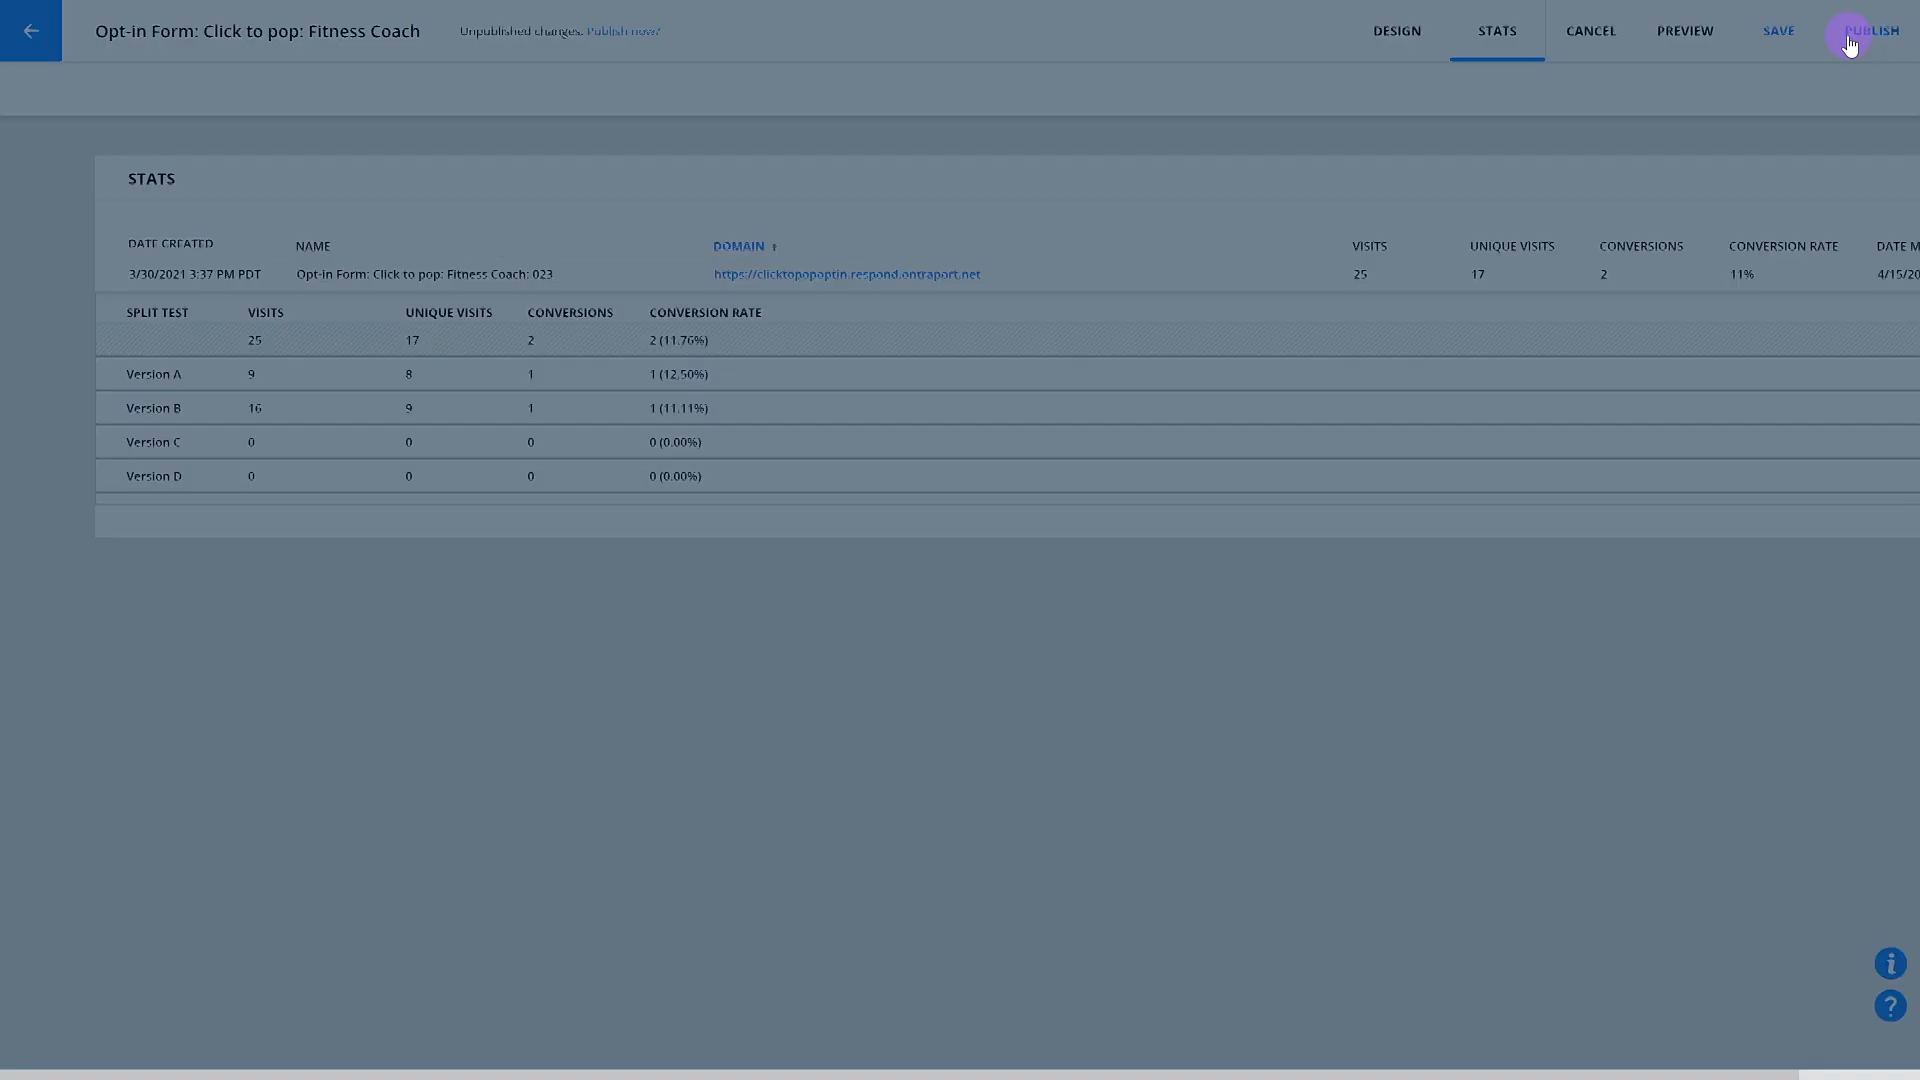 Opt-in Form: Click to pop: Fitness Coach
Unpublished changes. Publish now?
DESIGN
STATS
CANCEL
PREVIEW
SAVE
PUBLISH
STATS
DATE CREATED NAME DOMAIN ↑ VISITS UNIQUE VISITS CONVERSIONS CONVERSION RATE DATE M
3/30/2021 3:37 PM PDT Opt-in Form: Click to pop: Fitness Coach: 023 https://clicktopopoptin.respond.ontraport.net 25 17 2 11% 4/15/20
SPLIT TEST VISITS UNIQUE VISITS CONVERSIONS CONVERSION RATE
25 17 2 2 (11.76%)
Version A 9 8 1 1 (12.50%)
Version B 16 9 1 1 (11.11%)
Version C 0 0 0 0 (0.00%)
Version D 0 0 0 0 (0.00%)
i
?